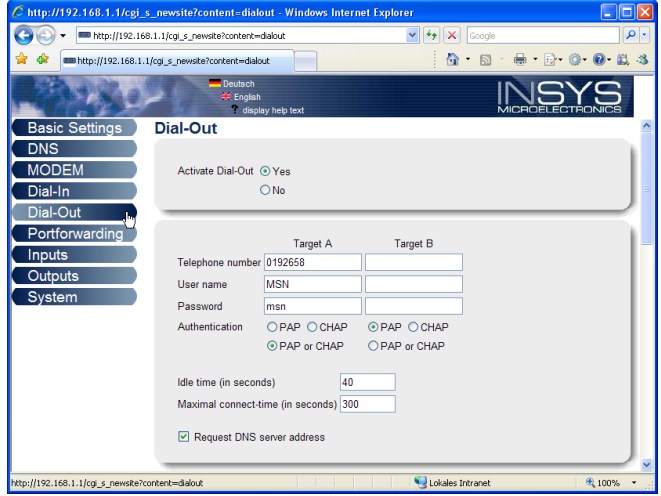 http://192.168.1.1/cgi_s_newsite?content=dialout - Windows Internet Explorer
http://192.168.1.1/cgi_s_newsite?content=dialout
Google
http://192.168.1.1/cgi_s_newsite?content=dialout
Deutsch
English
? display help text
INSYS
MICROELECTRONICS
Basic Settings
DNS
MODEM
Dial-In
Dial-Out
Portforwarding
Inputs
Outputs
System
Dial-Out
Activate Dial-Out Yes
No
Target A Target B
Telephone number 0192658
User name MSN
Password msn
Authentication PAP CHAP PAP CHAP
PAP or CHAP PAP or CHAP
Idle time (in seconds) 40
Maximal connect-time (in seconds) 300
Request DNS server address
http://192.168.1.1/cgi_s_newsite?content=dialout Lokales Intranet 100%